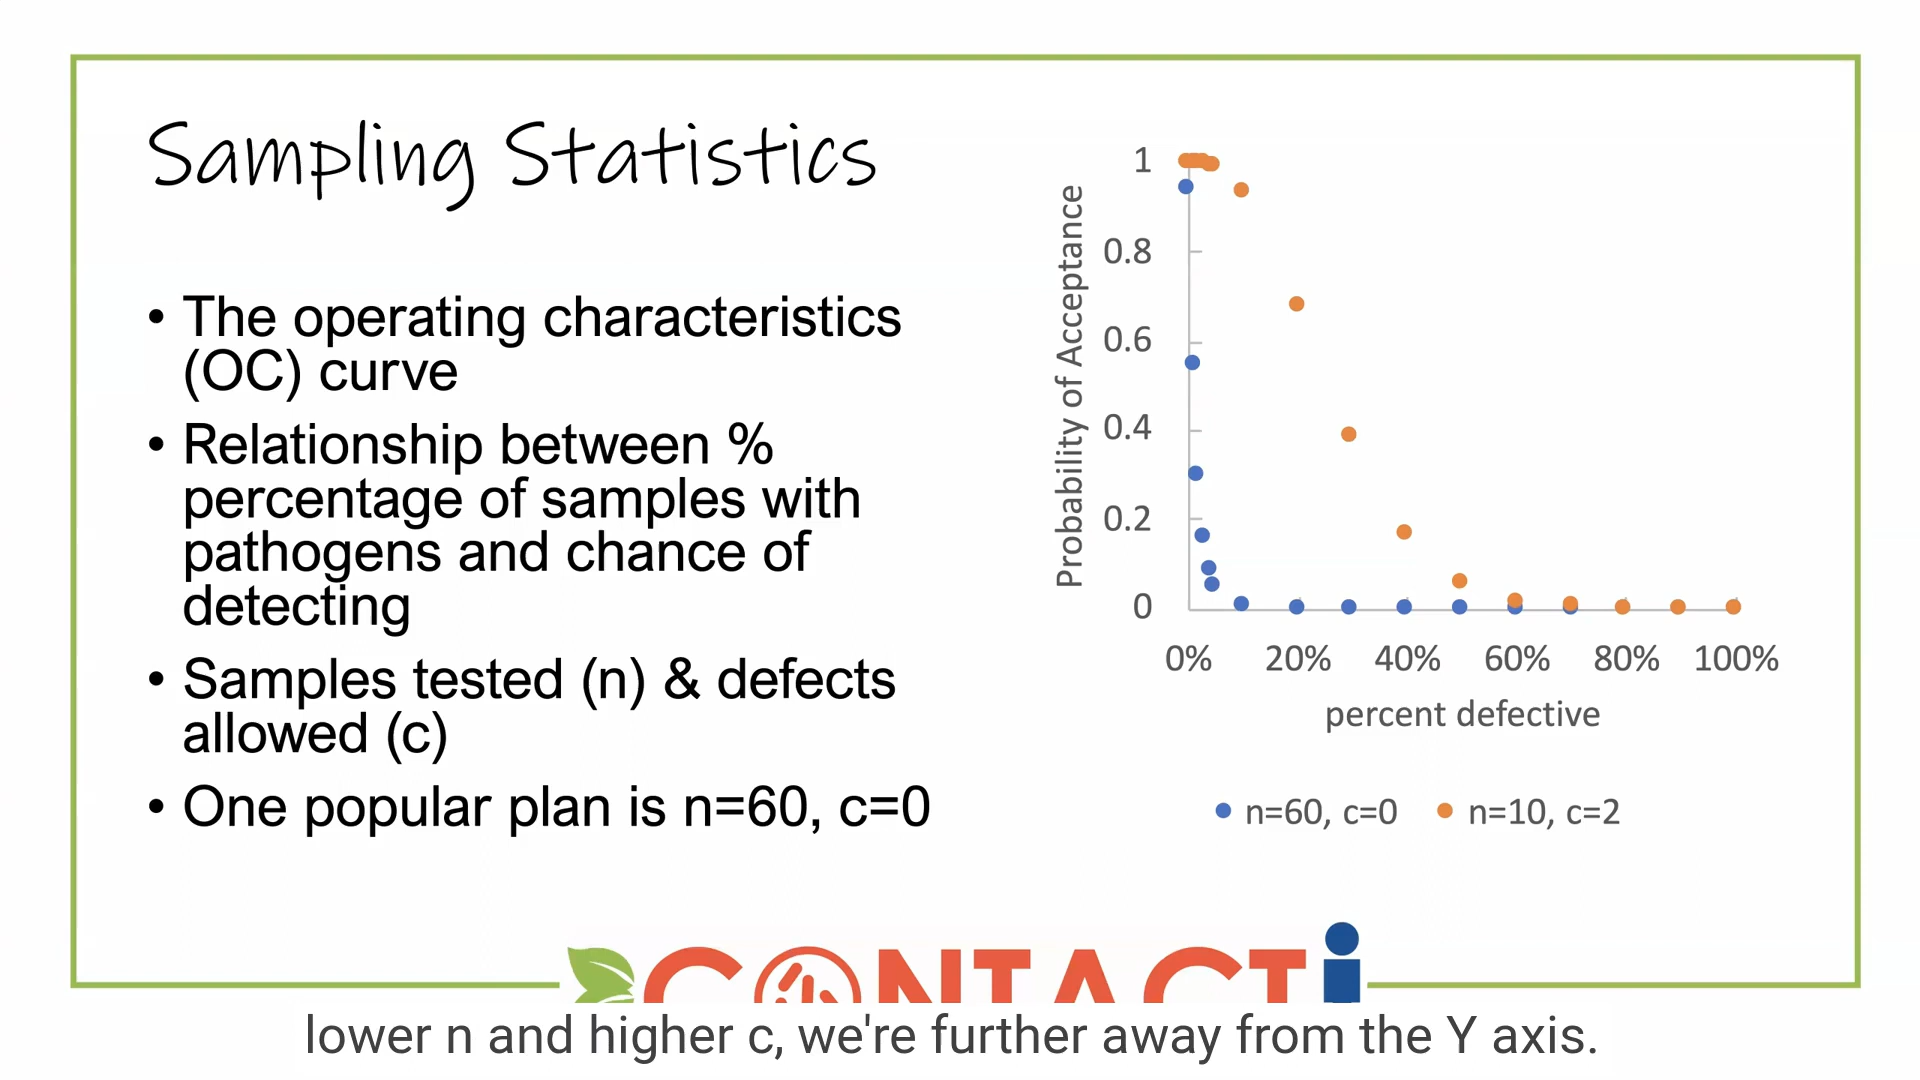 Sampling Statistics
• The operating characteristics
(OC) curve
• Relationship between %
percentage of samples with
pathogens and chance of
detecting
• Samples tested (n) & defects
allowed (c)
• One popular plan is n=60, c=0
Probability of Acceptance
1
0.8
0.6
0.4
0.2
0
0% 20% 40% 60% 80% 100%
percent defective
n=60, c=0 n=10, c=2
CONTACT i
lower n and higher c, we're further away from the Y axis.